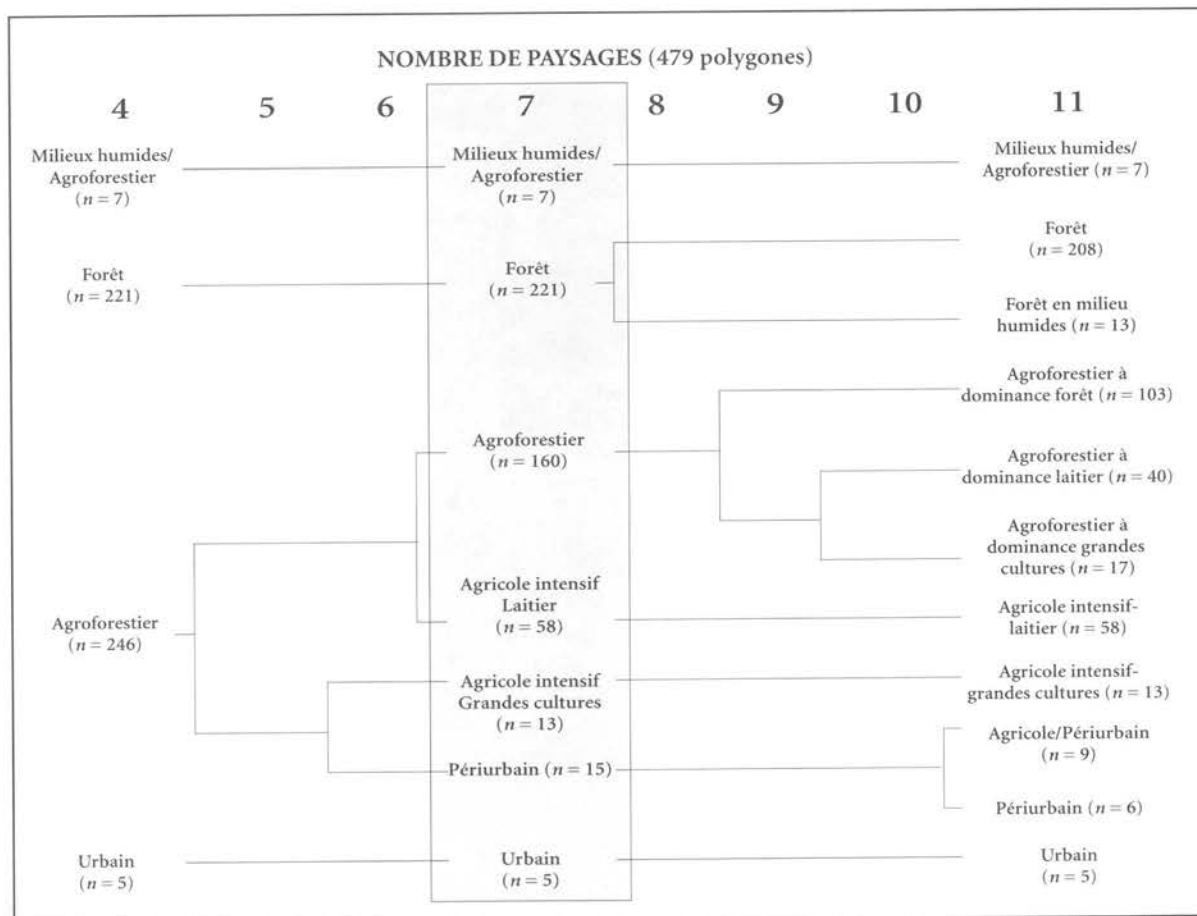 NOMBRE DE PAYSAGES (479 polygones)
4 5 6 7 8 9 10 11
Milieux humides/
Agroforestier
(n = 7)
Forêt
(n = 221)
Agroforestier
(n = 246)
Urbain
(n = 5)
Milieux humides/
Agroforestier
(n = 7)
Forêt
(n = 221)
Agroforestier
(n = 160)
Agricole intensif
Laitier
(n = 58)
Agricole intensif
Grandes cultures
(n = 13)
Périurbain (n = 15)
Urbain
(n = 5)
Milieux humides/
Agroforestier (n = 7)
Forêt
(n = 208)
Forêt en milieu
humides (n = 13)
Agroforestier à
dominance forêt (n = 103)
Agroforestier à
dominance laitier (n = 40)
Agroforestier à
dominance grandes
cultures (n = 17)
Agricole intensif-
laitier (n = 58)
Agricole intensif-
grandes cultures (n = 13)
Agricole/Périurbain
(n = 9)
Périurbain (n = 6)
Urbain
(n = 5)